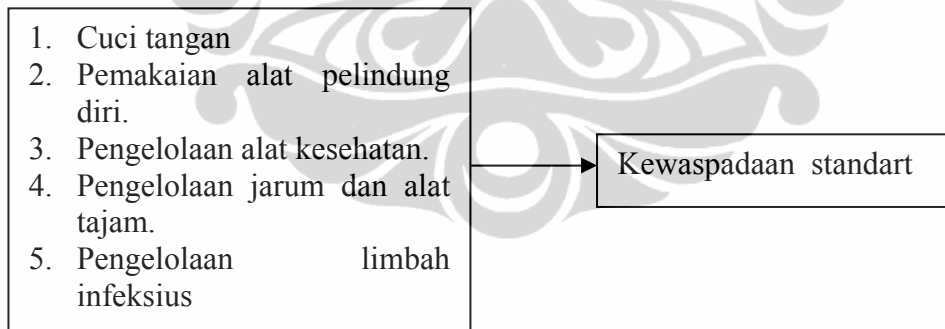 1. Cuci tangan
2. Pemakaian alat pelindung
diri.
3. Pengelolaan alat kesehatan.
4. Pengelolaan jarum dan alat
tajam.
5. Pengelolaan limbah
infeksius
Kewaspadaan standart